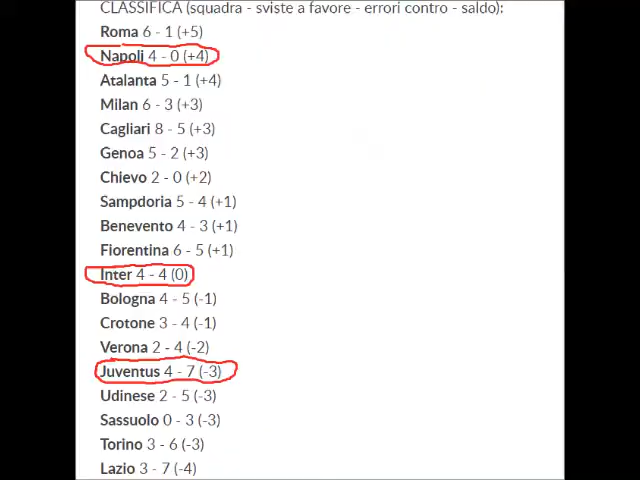 CLASSIFICA (squadra - sviste a favore - errori contro - saldo):
Roma 6 - 1 (+5)
Napoli 4 - 0 (+4)
Atalanta 5 - 1 (+4)
Milan 6 - 3 (+3)
Cagliari 8 - 5 (+3)
Genoa 5 - 2 (+3)
Chievo 2 - 0 (+2)
Sampdoria 5 - 4 (+1)
Benevento 4 - 3 (+1)
Fiorentina 6 - 5 (+1)
Inter 4 - 4 (0)
Bologna 4 - 5 (-1)
Crotone 3 - 4 (-1)
Verona 2 - 4 (-2)
Juventus 4 - 7 (-3)
Udinese 2 - 5 (-3)
Sassuolo 0 - 3 (-3)
Torino 3 - 6 (-3)
Lazio 3 - 7 (-4)